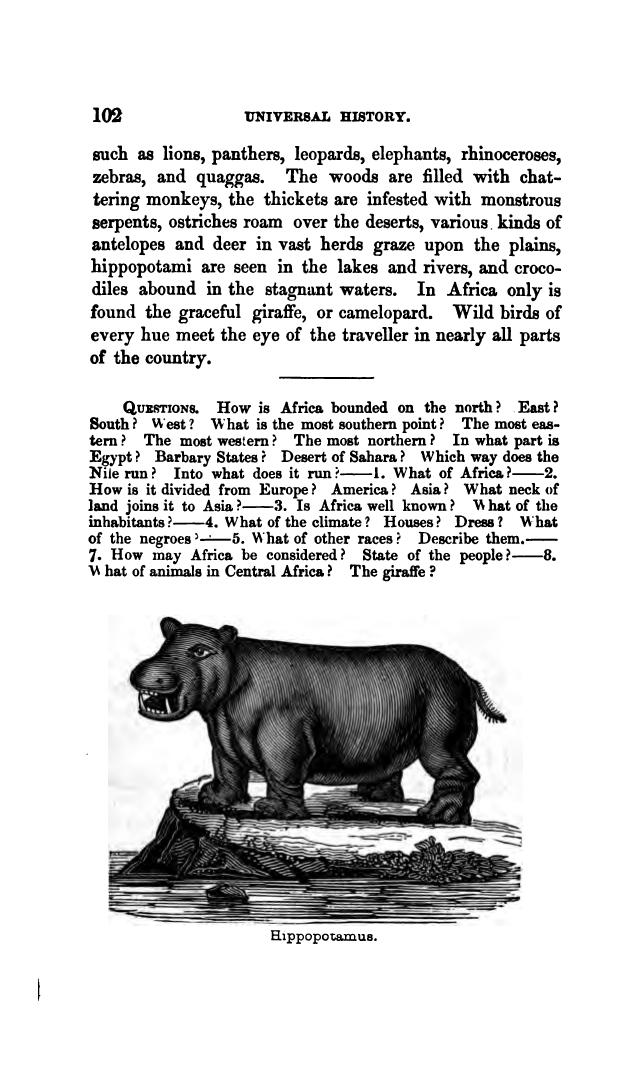 102 UNIVERSAL HISTORY.
such as lions, panthers, leopards, elephants, rhinoceroses,
zebras, and quaggas. The woods are filled with chat-
tering monkeys, the thickets are infested with monstrous
serpents, ostriches roam over the deserts, various kinds of
antelopes and deer in vast herds graze upon the plains,
hippopotami are seen in the lakes and rivers, and croco-
diles abound in the stagnant waters. In Africa only is
found the graceful giraffe, or camelopard. Wild birds of
every hue meet the eye of the traveller in nearly all parts
of the country.
QUESTIONS. How is Africa bounded on the north? East?
South? West? What is the most southern point? The most eas-
tern? The most western? The most northern? In what part is
Egypt? Barbary States? Desert of Sahara? Which way does the
Nile run? Into what does it run?——1. What of Africa?——2.
How is it divided from Europe? America? Asia? What neck of
land joins it to Asia?——3. Is Africa well known? What of the
inhabitants?——4. What of the climate? Houses? Dress? What
of the negroes?——5. What of other races? Describe them.——
7. How may Africa be considered? State of the people?——8.
What of animals in Central Africa? The giraffe?
Hippopotamus.